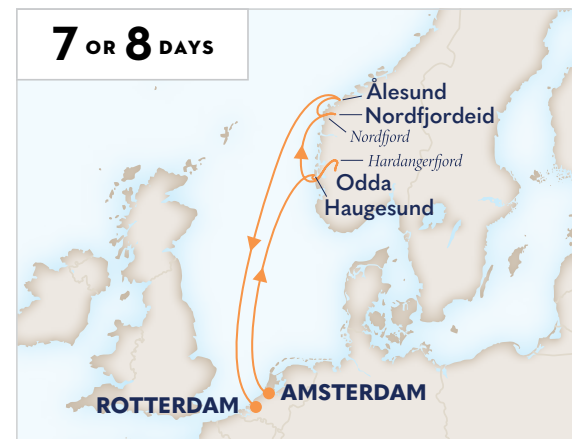 7 OR 8 DAYS
Ålesund
Nordfjordeid
Nordfjord
Hardangerfjord
Odda
Haugesund
AMSTERDAM
ROTTERDAM